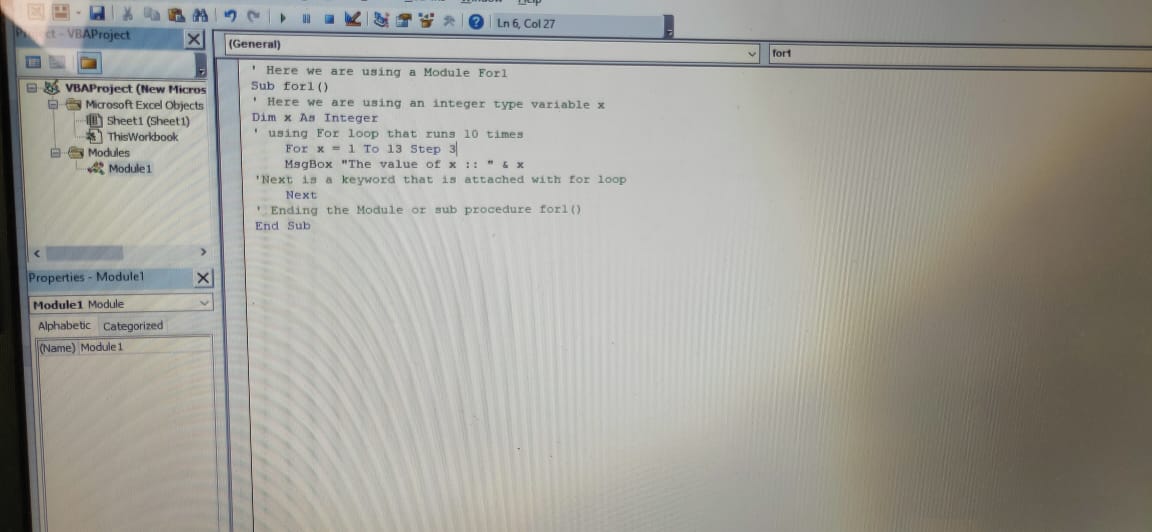 Ln 6, Col 27
ct - VBAProject
(General)
for1
VBAProject (New Micros
Microsoft Excel Objects
Sheet1 (Sheet1)
ThisWorkbook
Modules
Module1
' Here we are using a Module For1
Sub for1()
' Here we are using an integer type variable x
Dim x As Integer
' using For loop that runs 10 times
For x = 1 To 13 Step 3
MsgBox "The value of x :: " & x
'Next is a keyword that is attached with for loop
Next
' Ending the Module or sub procedure for1()
End Sub
Properties - Module1
Module1 Module
Alphabetic Categorized
(Name) Module1